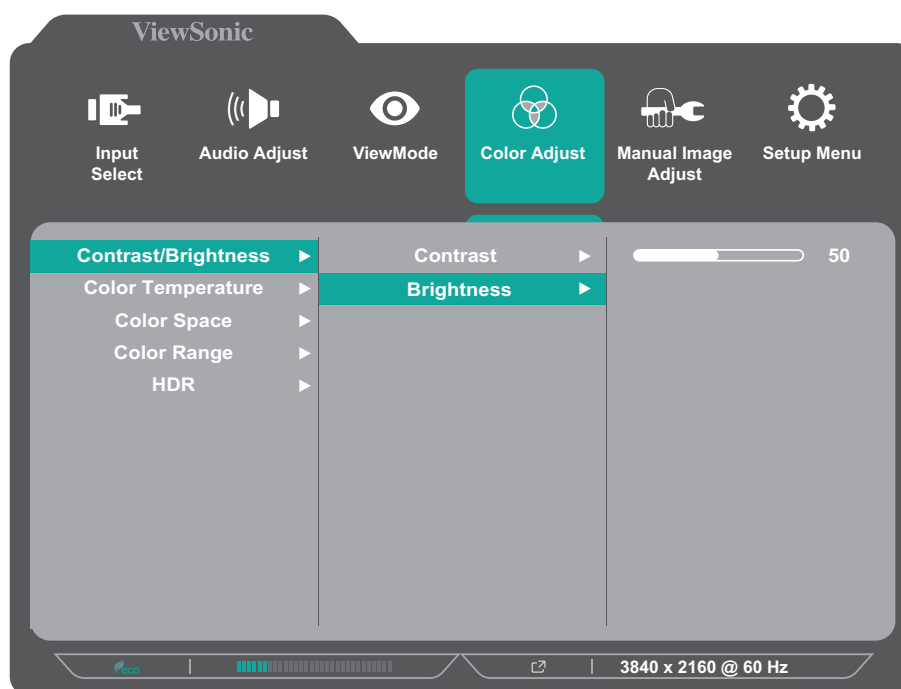 ViewSonic
Input
Select
Audio Adjust
ViewMode
Color Adjust
Manual Image
Adjust
Setup Menu
Contrast/Brightness
Color Temperature
Color Space
Color Range
HDR
Contrast
Brightness
50
eco
3840 x 2160 @ 60 Hz